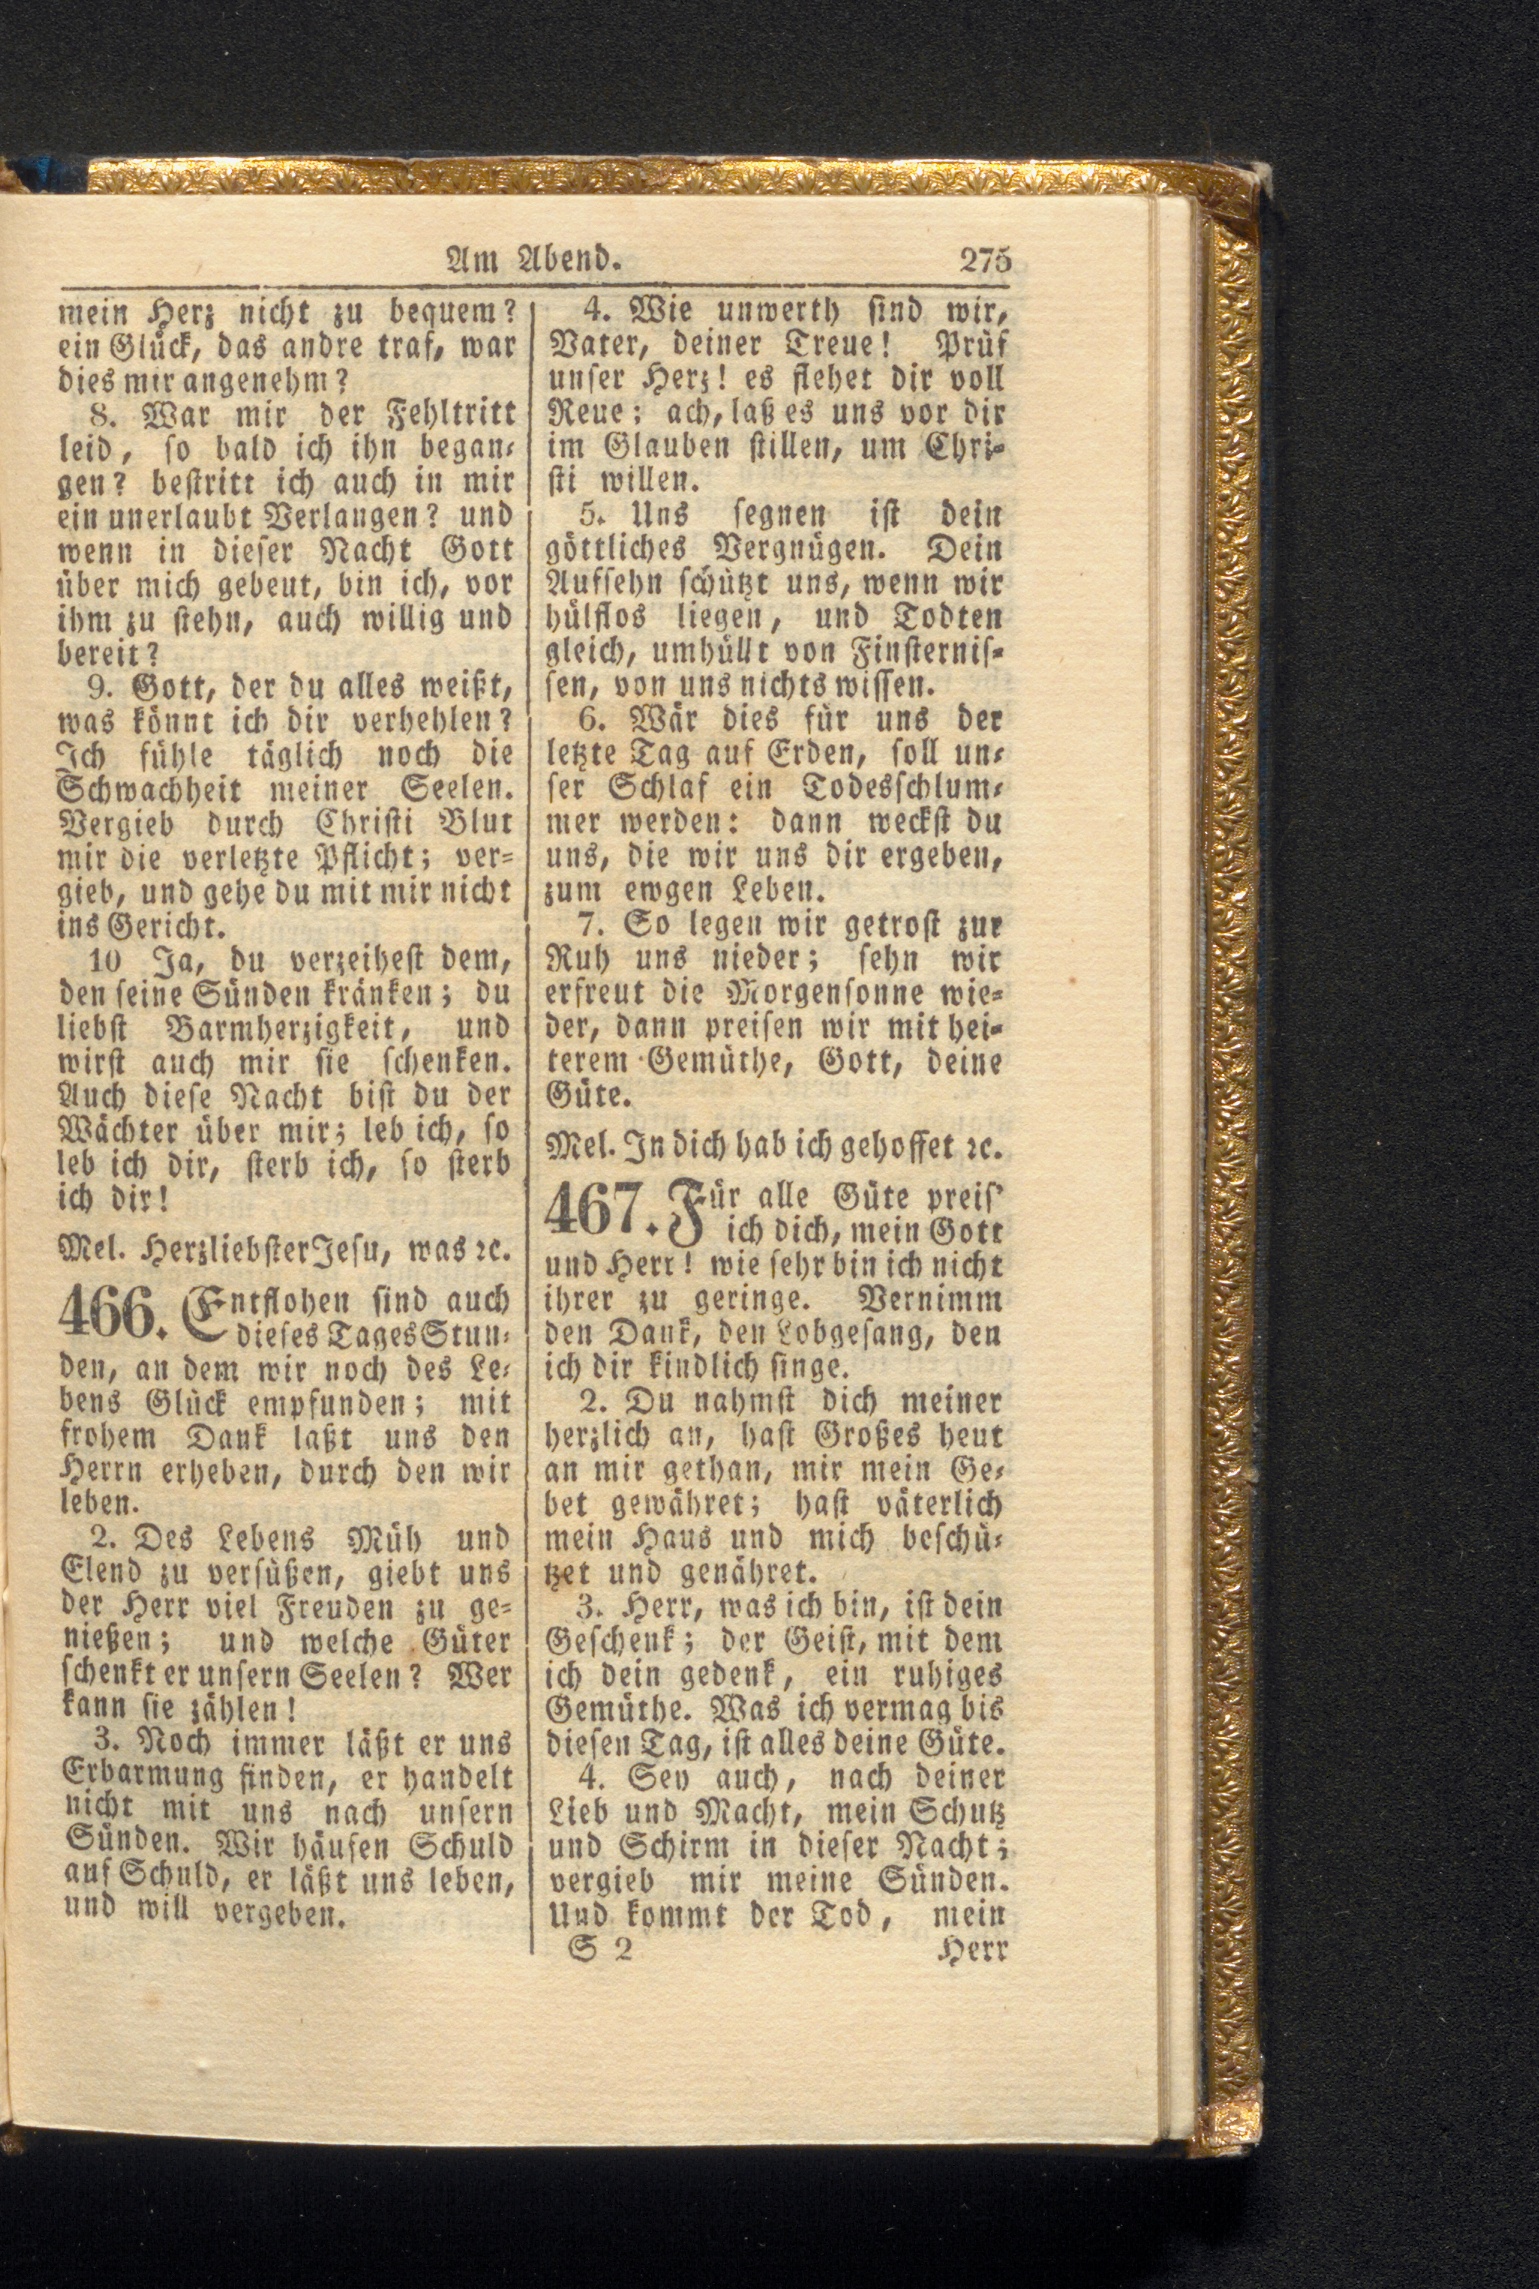 Am Abend. 275
mein Herz nicht zu bequem?
ein Glück, das andre traf, war
dies mir angenehm?
8. War mir der Fehltritt
leid, so bald ich ihn began-
gen? bestritt ich auch in mir
ein unerlaubt Verlangen? und
wenn in dieser Nacht Gott
über mich gebeut, bin ich, vor
ihm zu stehn, auch willig und
bereit?
9. Gott, der du alles weißt,
was könnt ich dir verhehlen?
Ich fühle täglich noch die
Schwachheit meiner Seelen.
Vergieb durch Christi Blut
mir die verletzte Pflicht; ver-
gieb, und gehe du mit mir nicht
ins Gericht.
10 Ja, du verzeihest dem,
den seine Sünden kränken; du
liebst Barmherzigkeit, und
wirst auch mir sie schenken.
Auch diese Nacht bist du der
Wächter über mir; leb ich, so
leb ich dir, sterb ich, so sterb
ich dir!
Mel. Herzliebster Jesu, was ꝛc.
466. Entflohen sind auch
dieses Tages Stun-
den, an dem wir noch des Le-
bens Glück empfunden; mit
frohem Dank laßt uns den
Herrn erheben, durch den wir
leben.
2. Des Lebens Müh und
Elend zu versüßen, giebt uns
der Herr viel Freuden zu ge-
nießen; und welche Güter
schenkt er unsern Seelen? Wer
kann sie zählen!
3. Noch immer läßt er uns
Erbarmung finden, er handelt
nicht mit uns nach unsern
Sünden. Wir häufen Schuld
auf Schuld, er läßt uns leben,
und will vergeben.
4. Wie unwerth sind wir,
Vater, deiner Treue! Prüf
unser Herz! es flehet dir voll
Reue; ach, laß es uns vor dir
im Glauben stillen, um Chri-
sti willen.
5. Uns segnen ist dein
göttliches Vergnügen. Dein
Aufsehn schützt uns, wenn wir
hülflos liegen, und Todten
gleich, umhüllt von Finsternis-
sen, von uns nichts wissen.
6. Wär dies für uns der
letzte Tag auf Erden, soll un-
ser Schlaf ein Todesschlum-
mer werden: dann weckst du
uns, die wir uns dir ergeben,
zum ewgen Leben.
7. So legen wir getrost zur
Ruh uns nieder; sehn wir
erfreut die Morgensonne wie-
der, dann preisen wir mit hei-
terem Gemüthe, Gott, deine
Güte.
Mel. In dich hab ich gehoffet ꝛc.
467. Für alle Güte preis'
ich dich, mein Gott
und Herr! wie sehr bin ich nicht
ihrer zu geringe. Vernimm
den Dank, den Lobgesang, den
ich dir kindlich singe.
2. Du nahmst dich meiner
herzlich an, hast Großes heut
an mir gethan, mir mein Ge-
bet gewähret; hast väterlich
mein Haus und mich beschü-
tzet und genähret.
3. Herr, was ich bin, ist dein
Geschenk; der Geist, mit dem
ich dein gedenk, ein ruhiges
Gemüthe. Was ich vermag bis
diesen Tag, ist alles deine Güte.
4. Sey auch, nach deiner
Lieb und Macht, mein Schutz
und Schirm in dieser Nacht;
vergieb mir meine Sünden.
Und kommt der Tod, mein
S 2 Herr